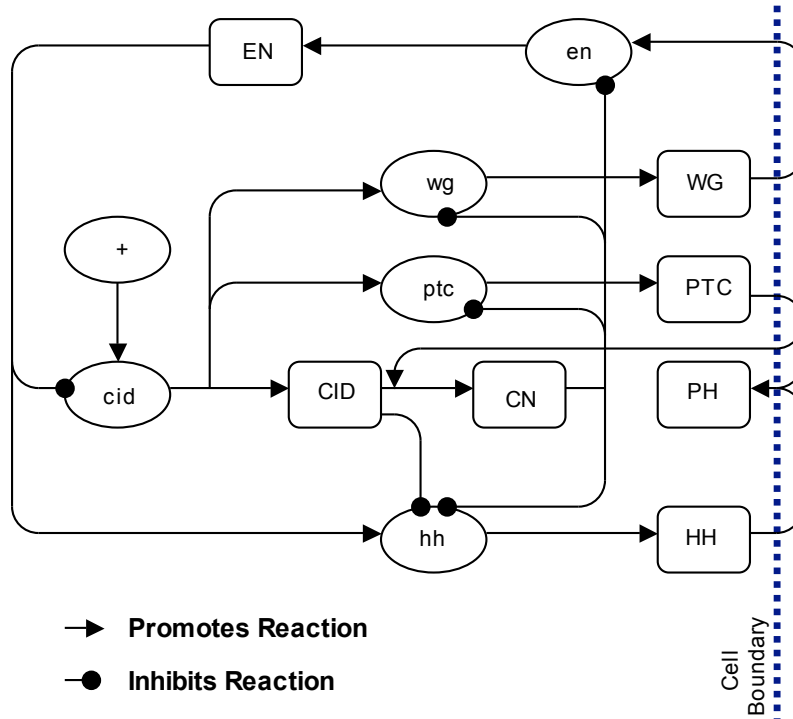 EN
en
wg
WG
+
ptc
PTC
cid
CID
CN
PH
hh
HH
Promotes Reaction
Inhibits Reaction
Cell
Boundary